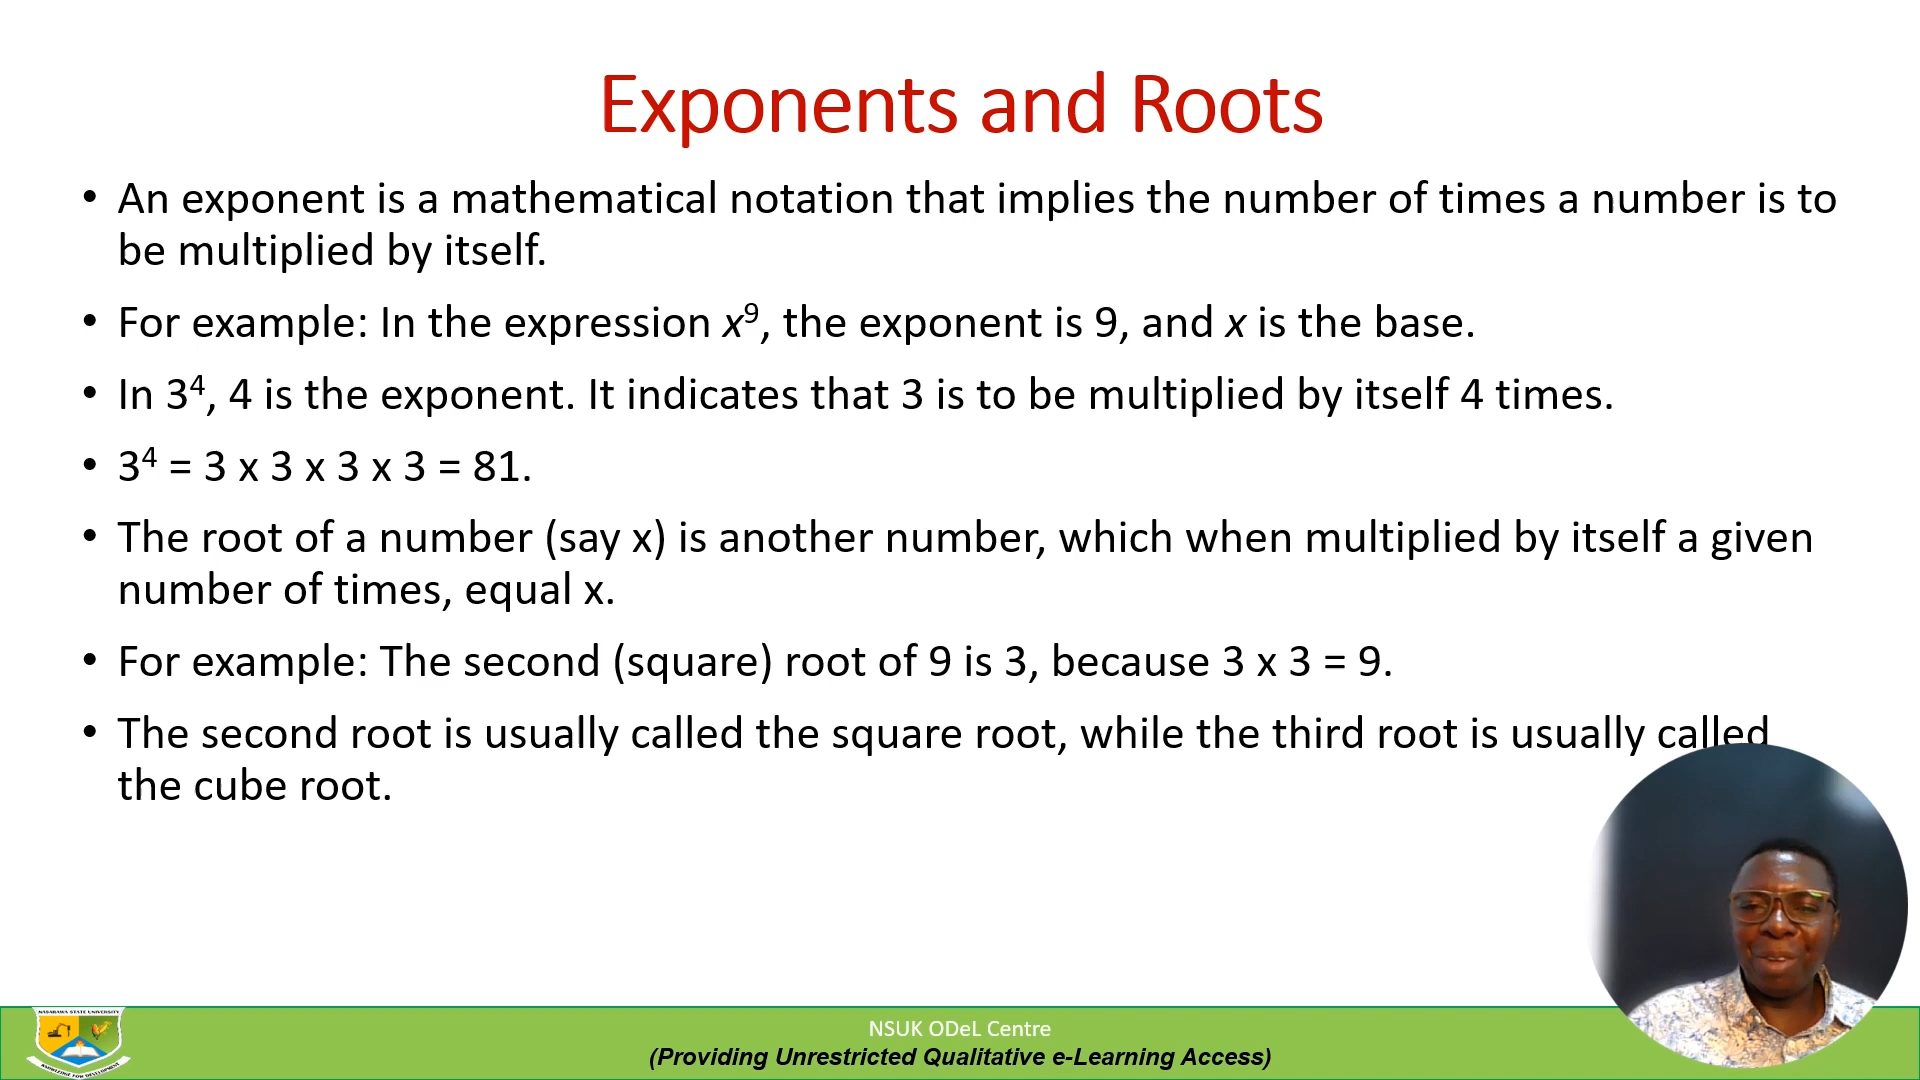 Exponents and Roots
• An exponent is a mathematical notation that implies the number of times a number is to
be multiplied by itself.
• For example: In the expression x⁹, the exponent is 9, and x is the base.
• In 3⁴, 4 is the exponent. It indicates that 3 is to be multiplied by itself 4 times.
• 3⁴ = 3 x 3 x 3 x 3 = 81.
• The root of a number (say x) is another number, which when multiplied by itself a given
number of times, equal x.
• For example: The second (square) root of 9 is 3, because 3 x 3 = 9.
• The second root is usually called the square root, while the third root is usually called
the cube root.
NASARAWA STATE UNIVERSITY
KNOWLEDGE FOR DEVELOPMENT
NSUK ODeL Centre
(Providing Unrestricted Qualitative e-Learning Access)